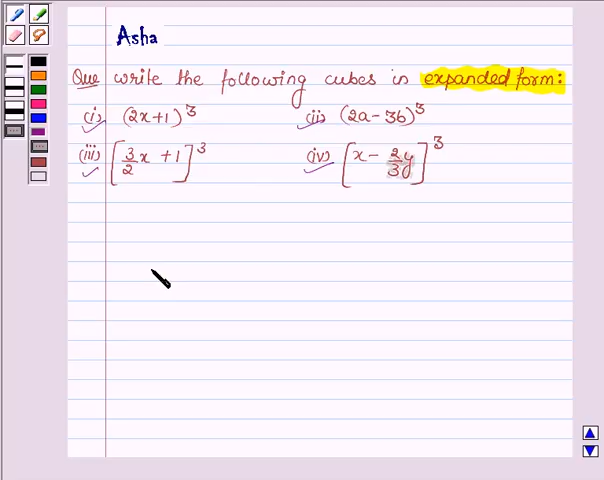 Asha
Que write the following cubes in expanded form:
(i) (2x+1)³ (ii) (2a-3b)³
(iii) [3/2 x + 1]³ (iv) [x - 2/3 y]³